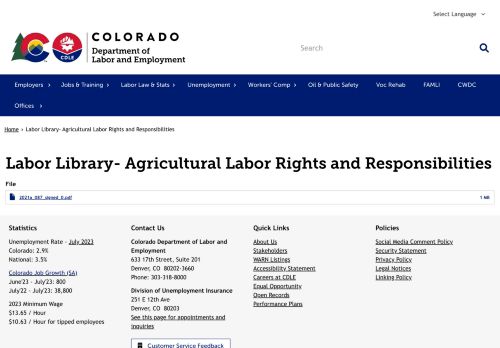 Select Language
COLORADO
Department of
Labor and Employment
CDLE
Search
Employers
Jobs & Training
Labor Law & Stats
Unemployment
Workers' Comp
Oil & Public Safety
Voc Rehab
FAMLI
CWDC
Offices
Home › Labor Library- Agricultural Labor Rights and Responsibilities
Labor Library- Agricultural Labor Rights and Responsibilities
File
2021a_087_signed_0.pdf
1 MB
Statistics
Unemployment Rate - July 2023
Colorado: 2.9%
National: 3.5%
Colorado Job Growth (SA)
June'23 - July'23: 800
July'22 - July'23: 38,800
2023 Minimum Wage
$13.65 / Hour
$10.63 / Hour for tipped employees
Contact Us
Colorado Department of Labor and
Employment
633 17th Street, Suite 201
Denver, CO 80202-3660
Phone: 303-318-8000
Division of Unemployment Insurance
251 E 12th Ave
Denver, CO 80203
See this page for appointments and
inquiries
Customer Service Feedback
Quick Links
About Us
Stakeholders
WARN Listings
Accessibility Statement
Careers at CDLE
Equal Opportunity
Open Records
Performance Plans
Policies
Social Media Comment Policy
Security Statement
Privacy Policy
Legal Notices
Linking Policy